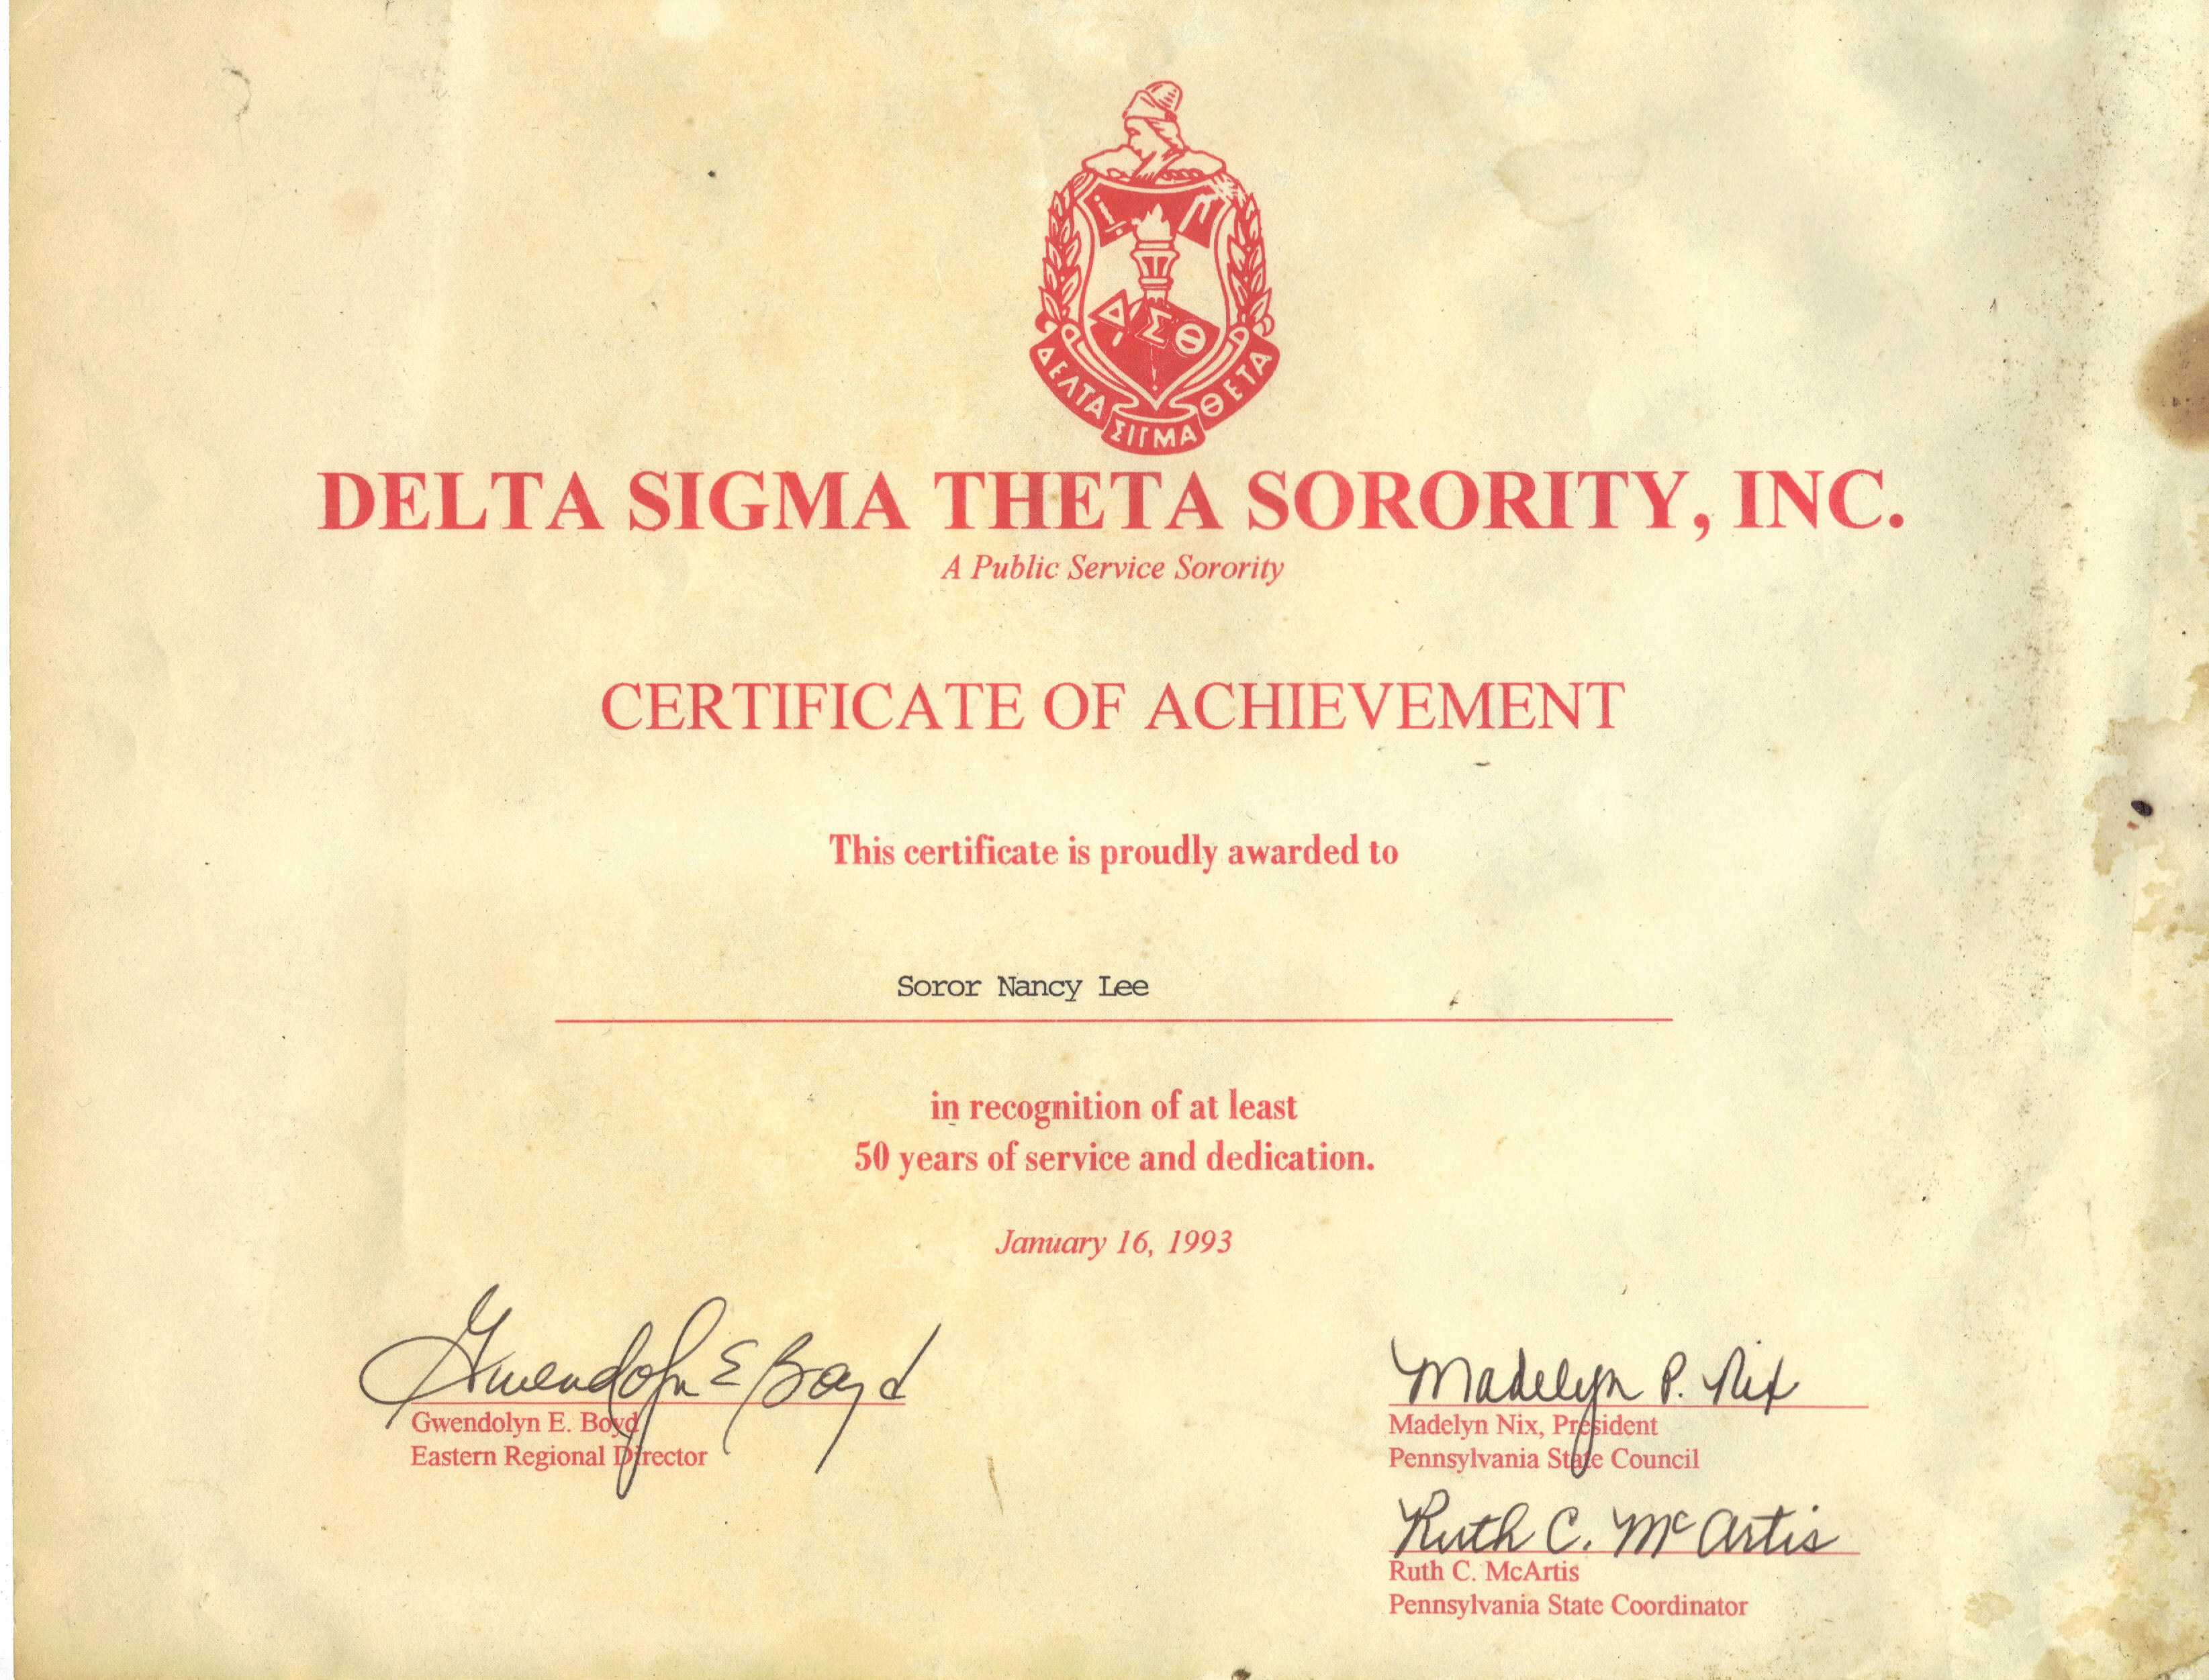 ΔΣΘ
ΔΕΛΤΑ ΣΙΓΜΑ ΘΕΤΑ
DELTA SIGMA THETA SORORITY, INC.
A Public Service Sorority
CERTIFICATE OF ACHIEVEMENT
This certificate is proudly awarded to
Soror Nancy Lee
in recognition of at least
50 years of service and dedication.
January 16, 1993
Gwendolyn E Boyd
Gwendolyn E. Boyd
Eastern Regional Director
Madelyn P. Nix
Madelyn Nix, President
Pennsylvania State Council
Ruth C. McArtis
Ruth C. McArtis
Pennsylvania State Coordinator